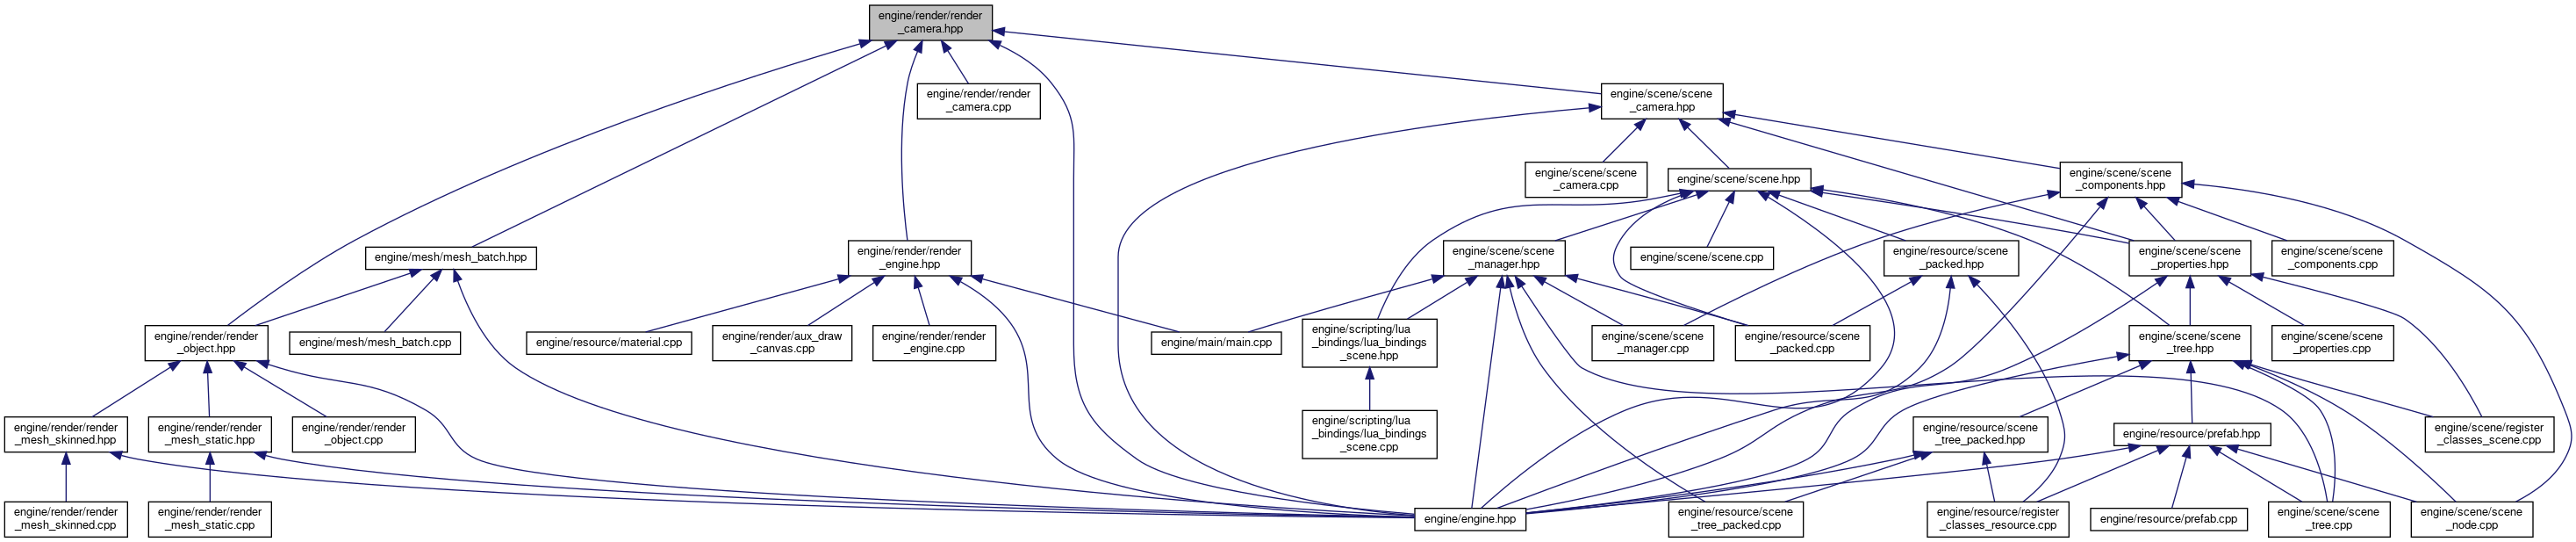 engine/render/render
_camera.hpp
engine/render/render
_camera.cpp
engine/scene/scene
_camera.hpp
engine/scene/scene
_camera.cpp
engine/scene/scene.hpp
engine/scene/scene
_components.hpp
engine/mesh/mesh_batch.hpp
engine/render/render
_engine.hpp
engine/scene/scene
_manager.hpp
engine/scene/scene.cpp
engine/resource/scene
_packed.hpp
engine/scene/scene
_properties.hpp
engine/scene/scene
_components.cpp
engine/render/render
_object.hpp
engine/mesh/mesh_batch.cpp
engine/resource/material.cpp
engine/render/aux_draw
_canvas.cpp
engine/render/render
_engine.cpp
engine/main/main.cpp
engine/scripting/lua
_bindings/lua_bindings
_scene.hpp
engine/scene/scene
_manager.cpp
engine/resource/scene
_packed.cpp
engine/scene/scene
_tree.hpp
engine/scene/scene
_properties.cpp
engine/render/render
_mesh_skinned.hpp
engine/render/render
_mesh_static.hpp
engine/render/render
_object.cpp
engine/scripting/lua
_bindings/lua_bindings
_scene.cpp
engine/resource/scene
_tree_packed.hpp
engine/resource/prefab.hpp
engine/scene/register
_classes_scene.cpp
engine/render/render
_mesh_skinned.cpp
engine/render/render
_mesh_static.cpp
engine/engine.hpp
engine/resource/scene
_tree_packed.cpp
engine/resource/register
_classes_resource.cpp
engine/resource/prefab.cpp
engine/scene/scene
_tree.cpp
engine/scene/scene
_node.cpp